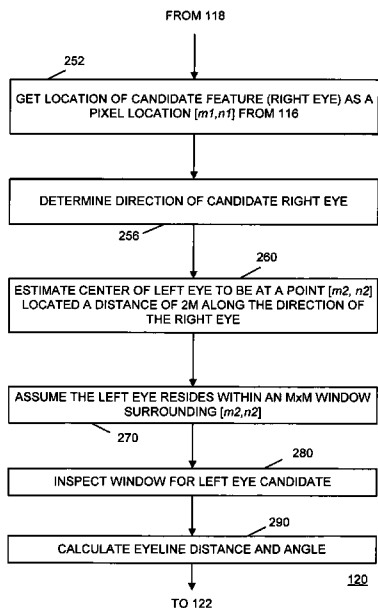 FROM 118
252
GET LOCATION OF CANDIDATE FEATURE (RIGHT EYE) AS A
PIXEL LOCATION [m1,n1] FROM 116
DETERMINE DIRECTION OF CANDIDATE RIGHT EYE
256
260
ESTIMATE CENTER OF LEFT EYE TO BE AT A POINT [m2, n2]
LOCATED A DISTANCE OF 2M ALONG THE DIRECTION OF
THE RIGHT EYE
ASSUME THE LEFT EYE RESIDES WITHIN AN MxM WINDOW
SURROUNDING [m2,n2]
270
280
INSPECT WINDOW FOR LEFT EYE CANDIDATE
290
CALCULATE EYELINE DISTANCE AND ANGLE
120
TO 122